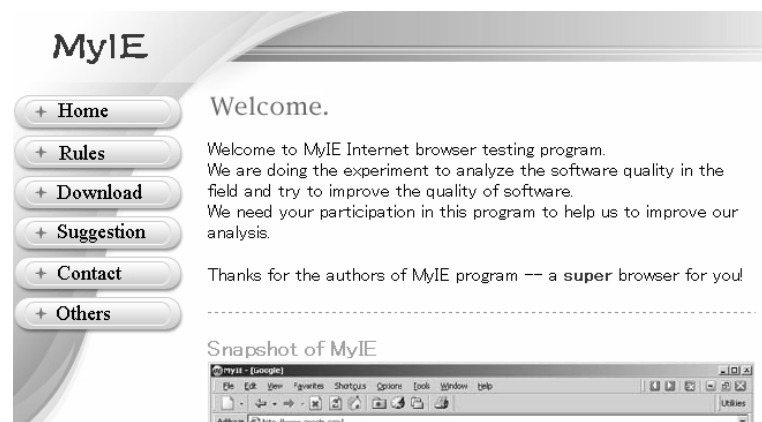 MyIE
Home
Rules
Download
Suggestion
Contact
Others
Welcome.
Welcome to MyIE Internet browser testing program.
We are doing the experiment to analyze the software quality in the
field and try to improve the quality of software.
We need your participation in this program to help us to improve our
analysis.
Thanks for the authors of MyIE program -- a super browser for you!
Snapshot of MyIE
MyIE - [Google]
File Edit View Favorites Shortcuts Options Tools Window Help
Utilities
Address